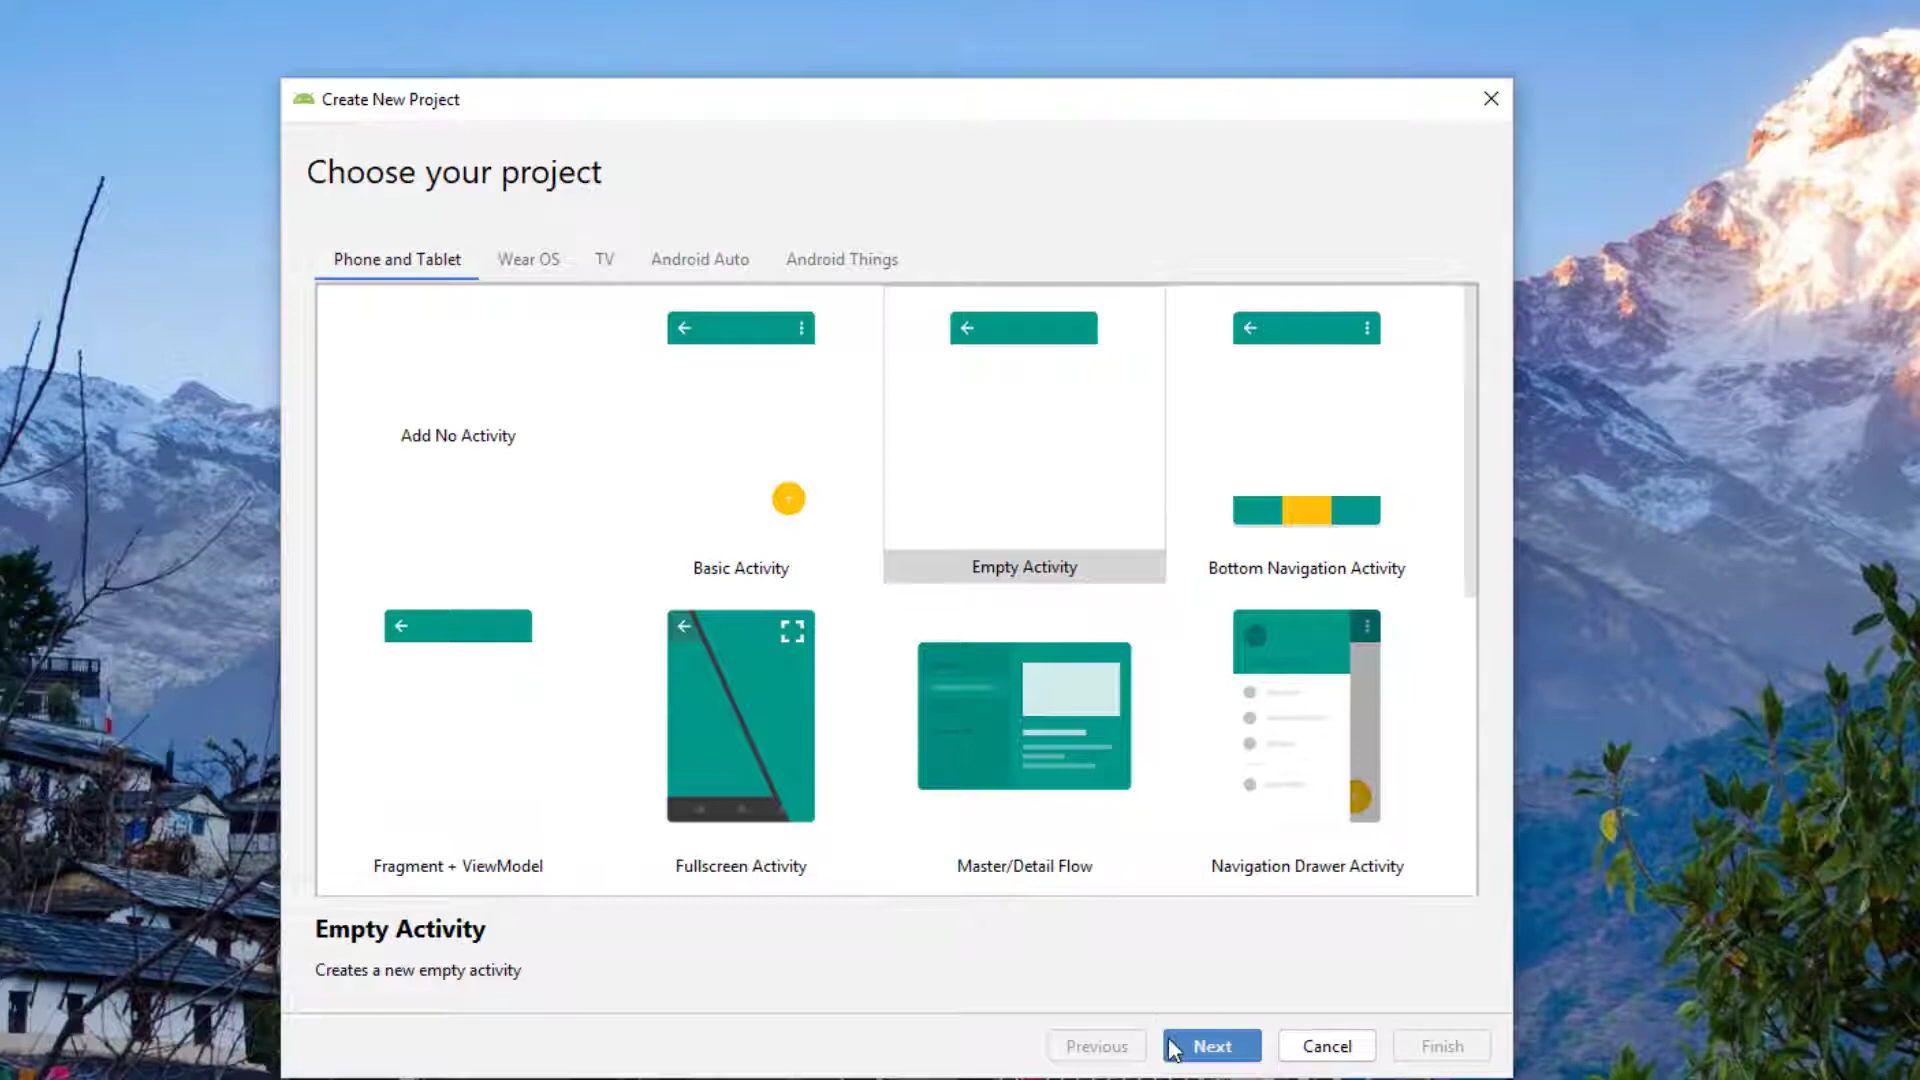 Create New Project
Choose your project
Phone and Tablet Wear OS TV Android Auto Android Things
Add No Activity
Basic Activity
Empty Activity
Bottom Navigation Activity
Fragment + ViewModel
Fullscreen Activity
Master/Detail Flow
Navigation Drawer Activity
Empty Activity
Creates a new empty activity
Previous Next Cancel Finish